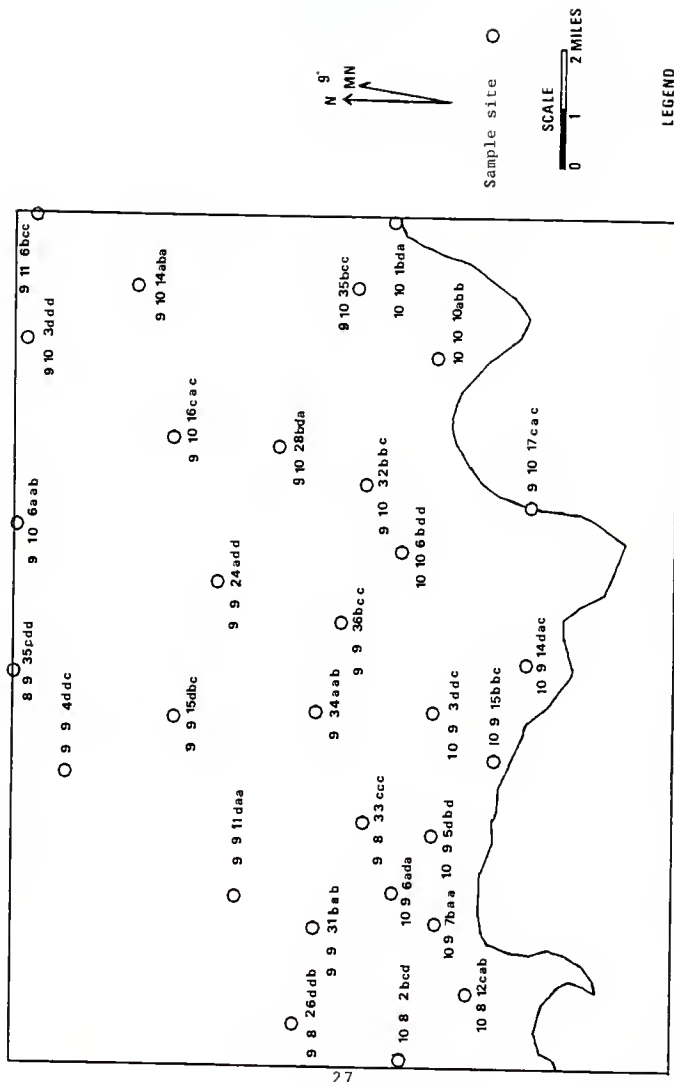 9 11 6bcc
9 10 3ddd
9 10 14aba
9 10 6aab
9 10 16cac
8 9 35cdd
9 9 4ddc
9 9 24add
9 10 28bda
9 10 35bcc
10 10 1bda
9 9 15dbc
9 10 32bbc
10 10 10abb
9 9 11daa
9 9 36bcc
10 10 6bdd
9 9 34aab
9 10 17cac
9 8 33ccc
10 9 3ddc
10 9 14dac
9 9 31bab
10 9 6ada
10 9 5dbd
10 9 15bbc
9 8 26ddb
10 9 7baa
10 8 2bcd
10 8 12cab
N 9°
MN
Sample site
SCALE
0 1 2 MILES
LEGEND
27